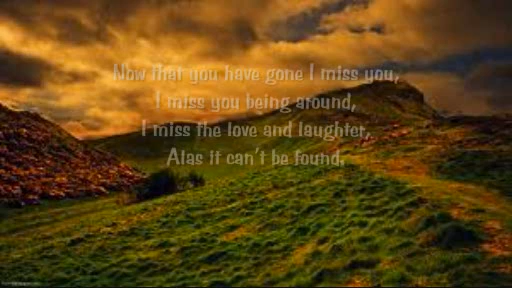 Now that you have gone I miss you,
I miss you being around,
I miss the love and laughter,
Alas it can't be found.